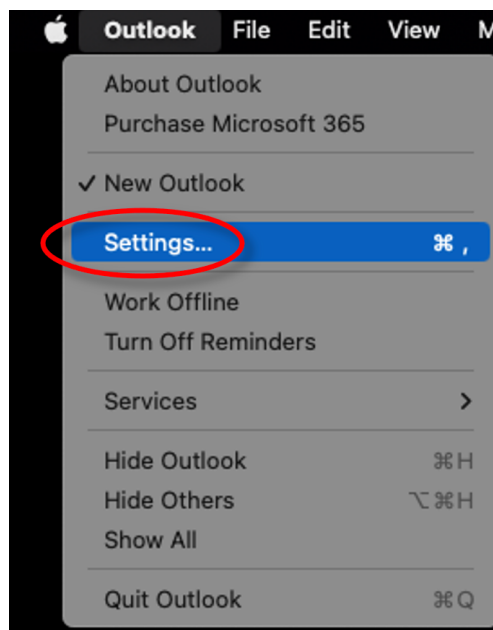 Outlook File Edit View M
About Outlook
Purchase Microsoft 365
✓ New Outlook
Settings... ⌘ ,
Work Offline
Turn Off Reminders
Services >
Hide Outlook ⌘H
Hide Others ⌥⌘H
Show All
Quit Outlook ⌘Q